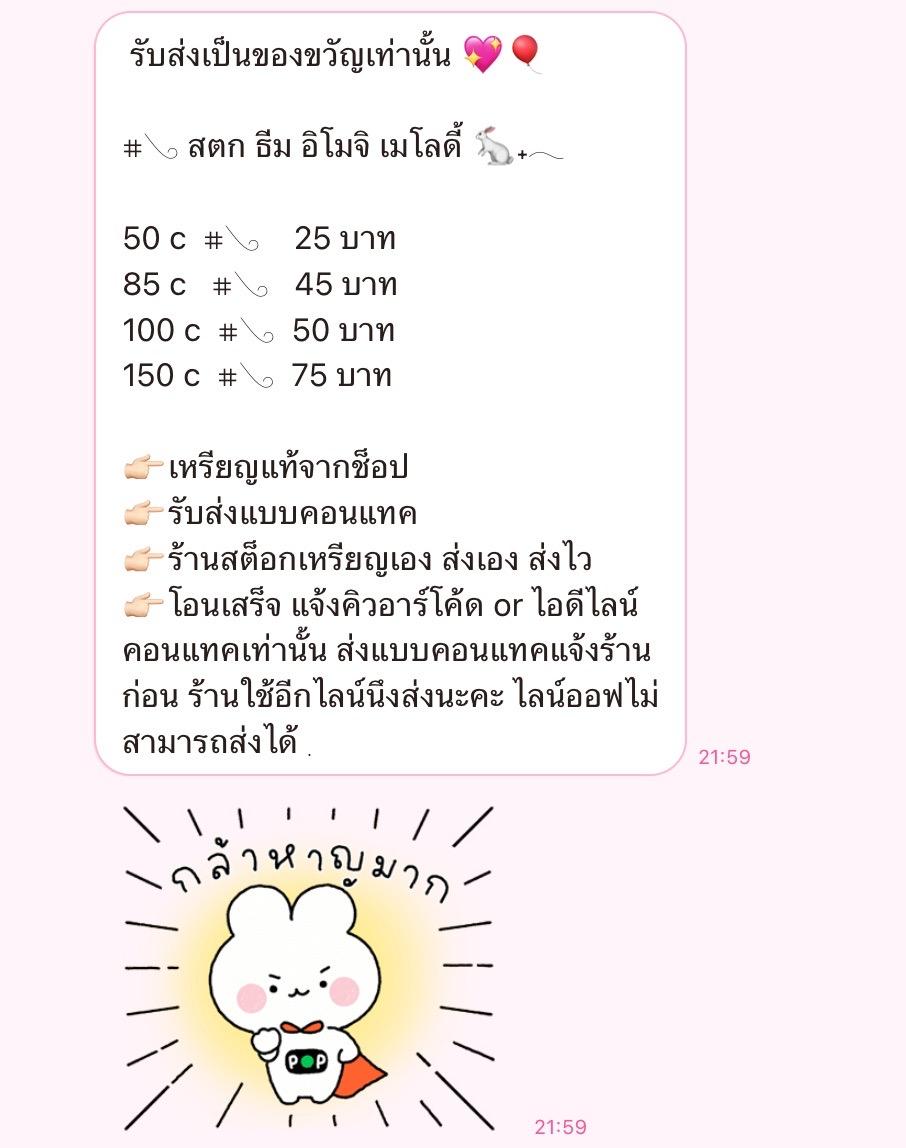 รับส่งเป็นของขวัญเท่านั้น 💖🎈
#╰ สตก ธีม อิโมจิ เมโลดี้ 🐇₊
50 c #╰ 25 บาท
85 c #╰ 45 บาท
100 c #╰ 50 บาท
150 c #╰ 75 บาท
👉🏻เหรียญแท้จากช็อป
👉🏻รับส่งแบบคอนแทค
👉🏻ร้านสต็อกเหรียญเอง ส่งเอง ส่งไว
👉🏻โอนเสร็จ แจ้งคิวอาร์โค้ด or ไอดีไลน์
คอนแทคเท่านั้น ส่งแบบคอนแทคแจ้งร้าน
ก่อน ร้านใช้อีกไลน์นึงส่งนะคะ ไลน์ออฟไม่
สามารถส่งได้ .
21:59
กล้าหาญมาก
POP
21:59